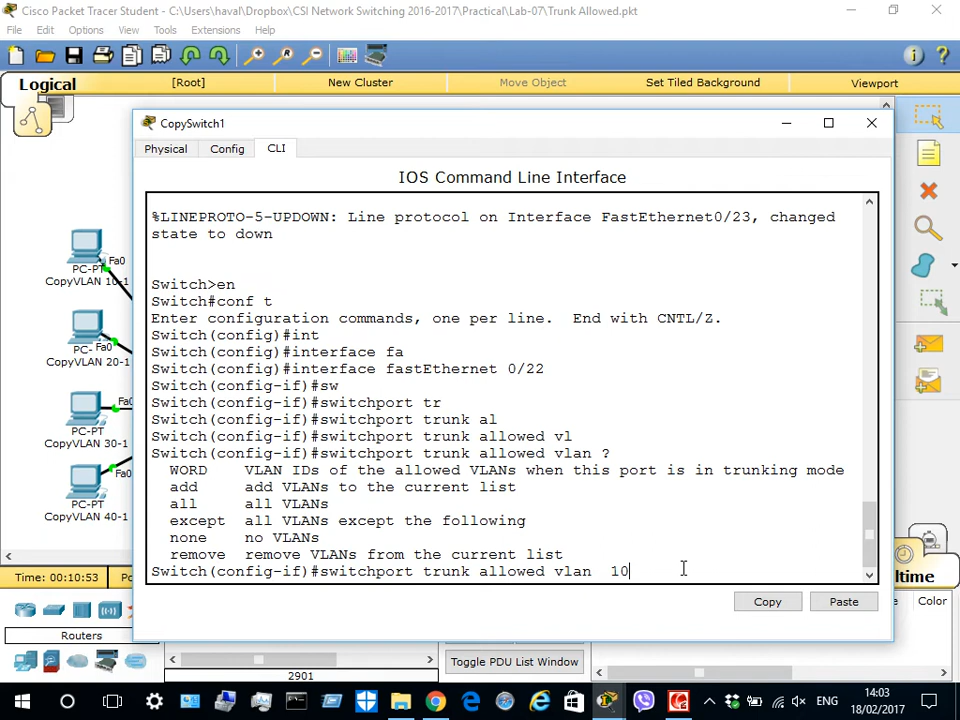 Cisco Packet Tracer Student - C:\Users\haval\Dropbox\CSI Network Switching 2016-2017\Practical\Lab-07\Trunk Allowed.pkt
File Edit Options View Tools Extensions Help
Logical [Root] New Cluster Move Object Set Tiled Background Viewport
CopySwitch1
Physical Config CLI
IOS Command Line Interface
%LINEPROTO-5-UPDOWN: Line protocol on Interface FastEthernet0/23, changed
state to down
Switch>en
Switch#conf t
Enter configuration commands, one per line.  End with CNTL/Z.
Switch(config)#int
Switch(config)#interface fa
Switch(config)#interface fastEthernet 0/22
Switch(config-if)#sw
Switch(config-if)#switchport tr
Switch(config-if)#switchport trunk al
Switch(config-if)#switchport trunk allowed vl
Switch(config-if)#switchport trunk allowed vlan ?
WORD    VLAN IDs of the allowed VLANs when this port is in trunking mode
add     add VLANs to the current list
all     all VLANs
except  all VLANs except the following
none    no VLANs
remove  remove VLANs from the current list
Switch(config-if)#switchport trunk allowed vlan  10
Copy Paste
Fa0
PC-PT
CopyVLAN 10-1
Fa0
PC-
CopyVLAN 20-1
PC-PT
CopyVLAN 30-1
Fa0
PC-PT
CopyVLAN 40-1
Time: 00:10:53
ltime
Routers
2901
Toggle PDU List Window
Color
ENG
14:03
18/02/2017